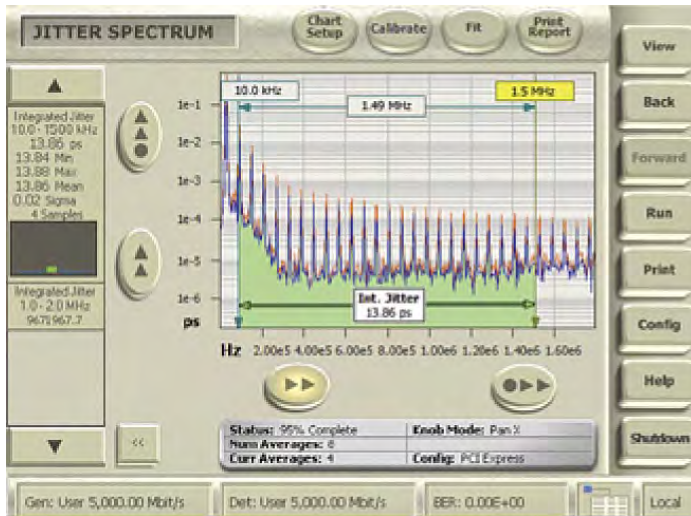 JITTER SPECTRUM
Chart Setup
Calibrate
Fit
Print Report
View
Back
Forward
Run
Print
Config
Help
Shutdown
Integrated Jitter
10.0 - 1500 kHz
13.86 ps
13.84 Min
13.88 Max
13.86 Mean
0.02 Sigma
4 Samples
Integrated Jitter
1.0 - 2.0 MHz
9671967.7
<<
10.0 kHz
1.5 MHz
1.49 MHz
1e-1
1e-2
1e-3
1e-4
1e-5
1e-6
ps
Int. Jitter
13.86 ps
Hz 2.00e5 4.00e5 6.00e5 8.00e5 1.00e6 1.20e6 1.40e6 1.60e6
Status: 95% Complete
Knob Mode: Pan X
Num Averages: 8
Curr Averages: 4
Config: PCI Express
Gen: User 5,000.00 Mbit/s
Det: User 5,000.00 Mbit/s
BER: 0.00E+00
Local